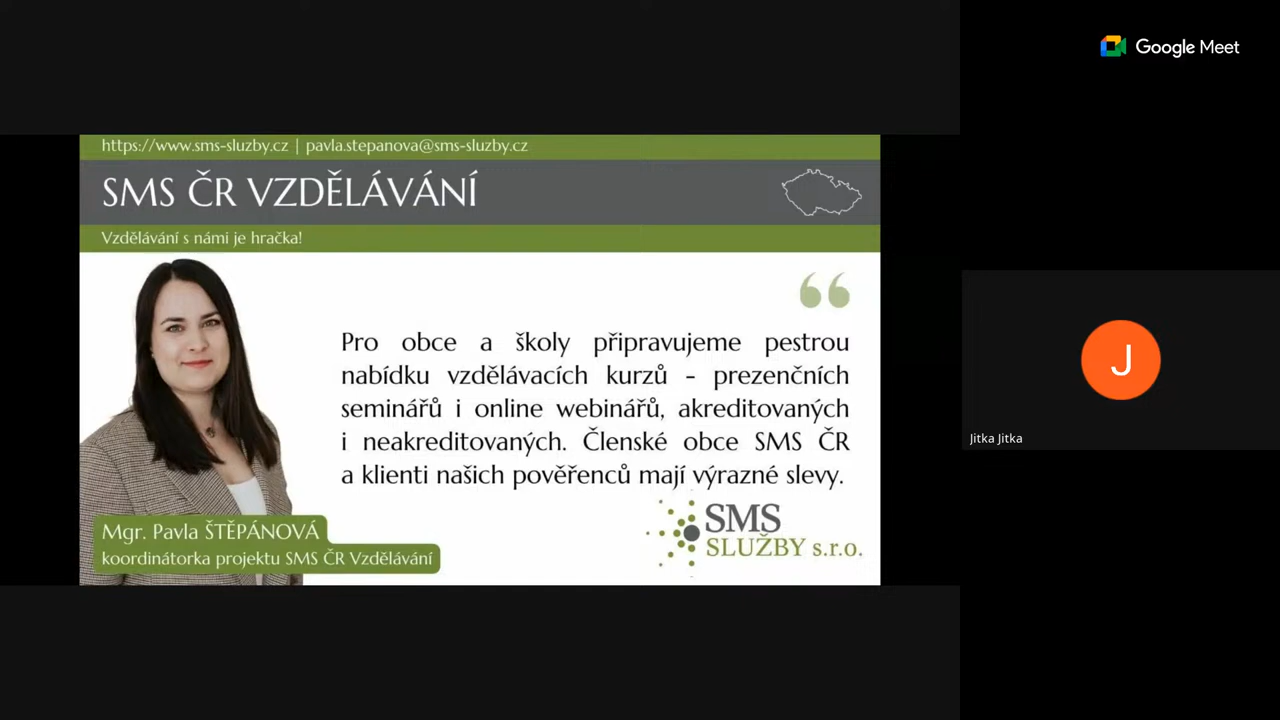 Google Meet
https://www.sms-sluzby.cz | pavla.stepanova@sms-sluzby.cz
SMS ČR VZDĚLÁVÁNÍ
Vzdělávání s námi je hračka!
“
Pro obce a školy připravujeme pestrou
nabídku vzdělávacích kurzů - prezenčních
seminářů i online webinářů, akreditovaných
i neakreditovaných. Členské obce SMS ČR
a klienti našich pověřenců mají výrazné slevy.
Mgr. Pavla ŠTĚPÁNOVÁ
koordinátorka projektu SMS ČR Vzdělávání
SMS
SLUŽBY s.r.o.
J
Jitka Jitka